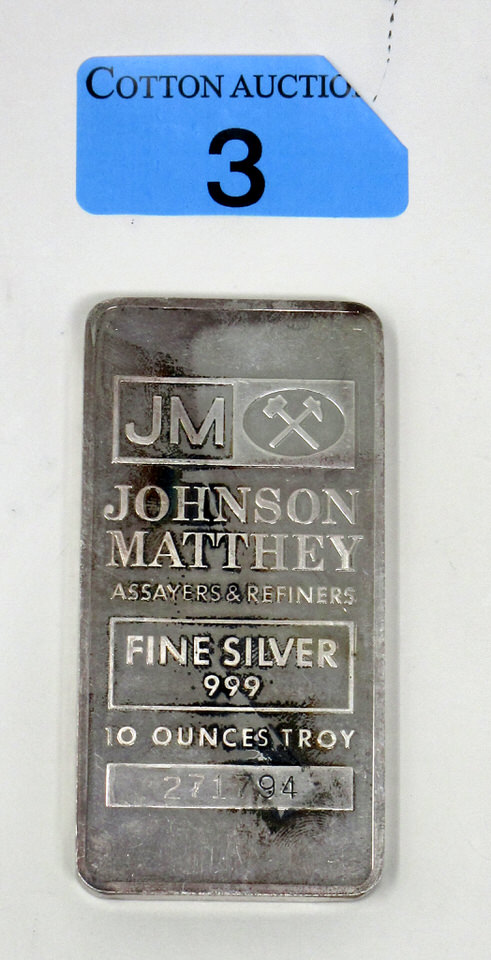 COTTON AUCTIO
3
JM
JOHNSON
MATTHEY
ASSAYERS & REFINERS
FINE SILVER
999
10 OUNCES TROY
271794